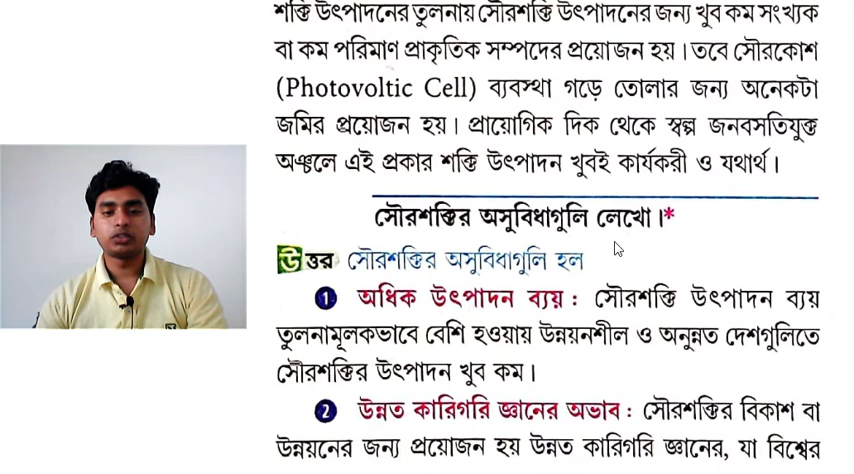 শক্তি উৎপাদনের তুলনায় সৌরশক্তি উৎপাদনের জন্য খুব কম সংখ্যক
বা কম পরিমাণ প্রাকৃতিক সম্পদের প্রয়োজন হয়। তবে সৌরকোশ
(Photovoltic Cell) ব্যবস্থা গড়ে তোলার জন্য অনেকটা
জমির প্রয়োজন হয়। প্রায়োগিক দিক থেকে স্বল্প জনবসতিযুক্ত
অঞ্চলে এই প্রকার শক্তি উৎপাদন খুবই কার্যকরী ও যথার্থ।
সৌরশক্তির অসুবিধাগুলি লেখো।*
উত্তর সৌরশক্তির অসুবিধাগুলি হল
1 অধিক উৎপাদন ব্যয় : সৌরশক্তি উৎপাদন ব্যয়
তুলনামূলকভাবে বেশি হওয়ায় উন্নয়নশীল ও অনুন্নত দেশগুলিতে
সৌরশক্তির উৎপাদন খুব কম।
2 উন্নত কারিগরি জ্ঞানের অভাব : সৌরশক্তির বিকাশ বা
উন্নয়নের জন্য প্রয়োজন হয় উন্নত কারিগরি জ্ঞানের, যা বিশ্বের